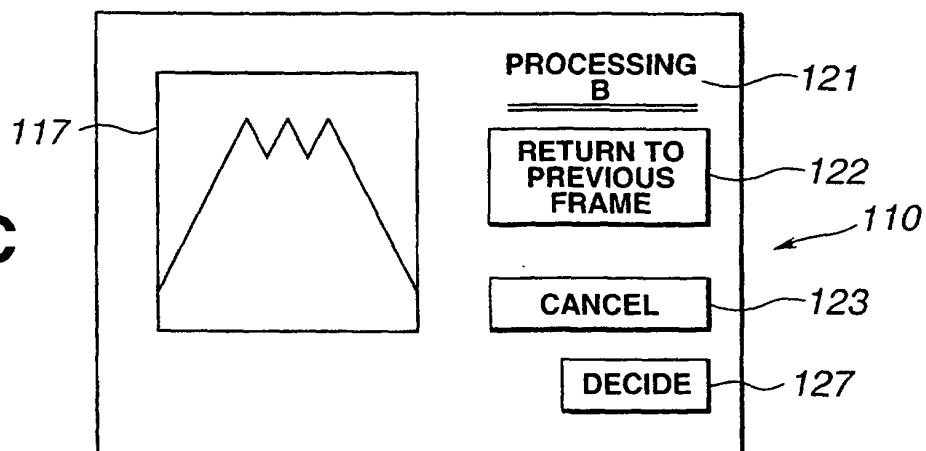 PROCESSING
B
121
117
RETURN TO
PREVIOUS
FRAME
122
110
C
CANCEL
123
DECIDE
127